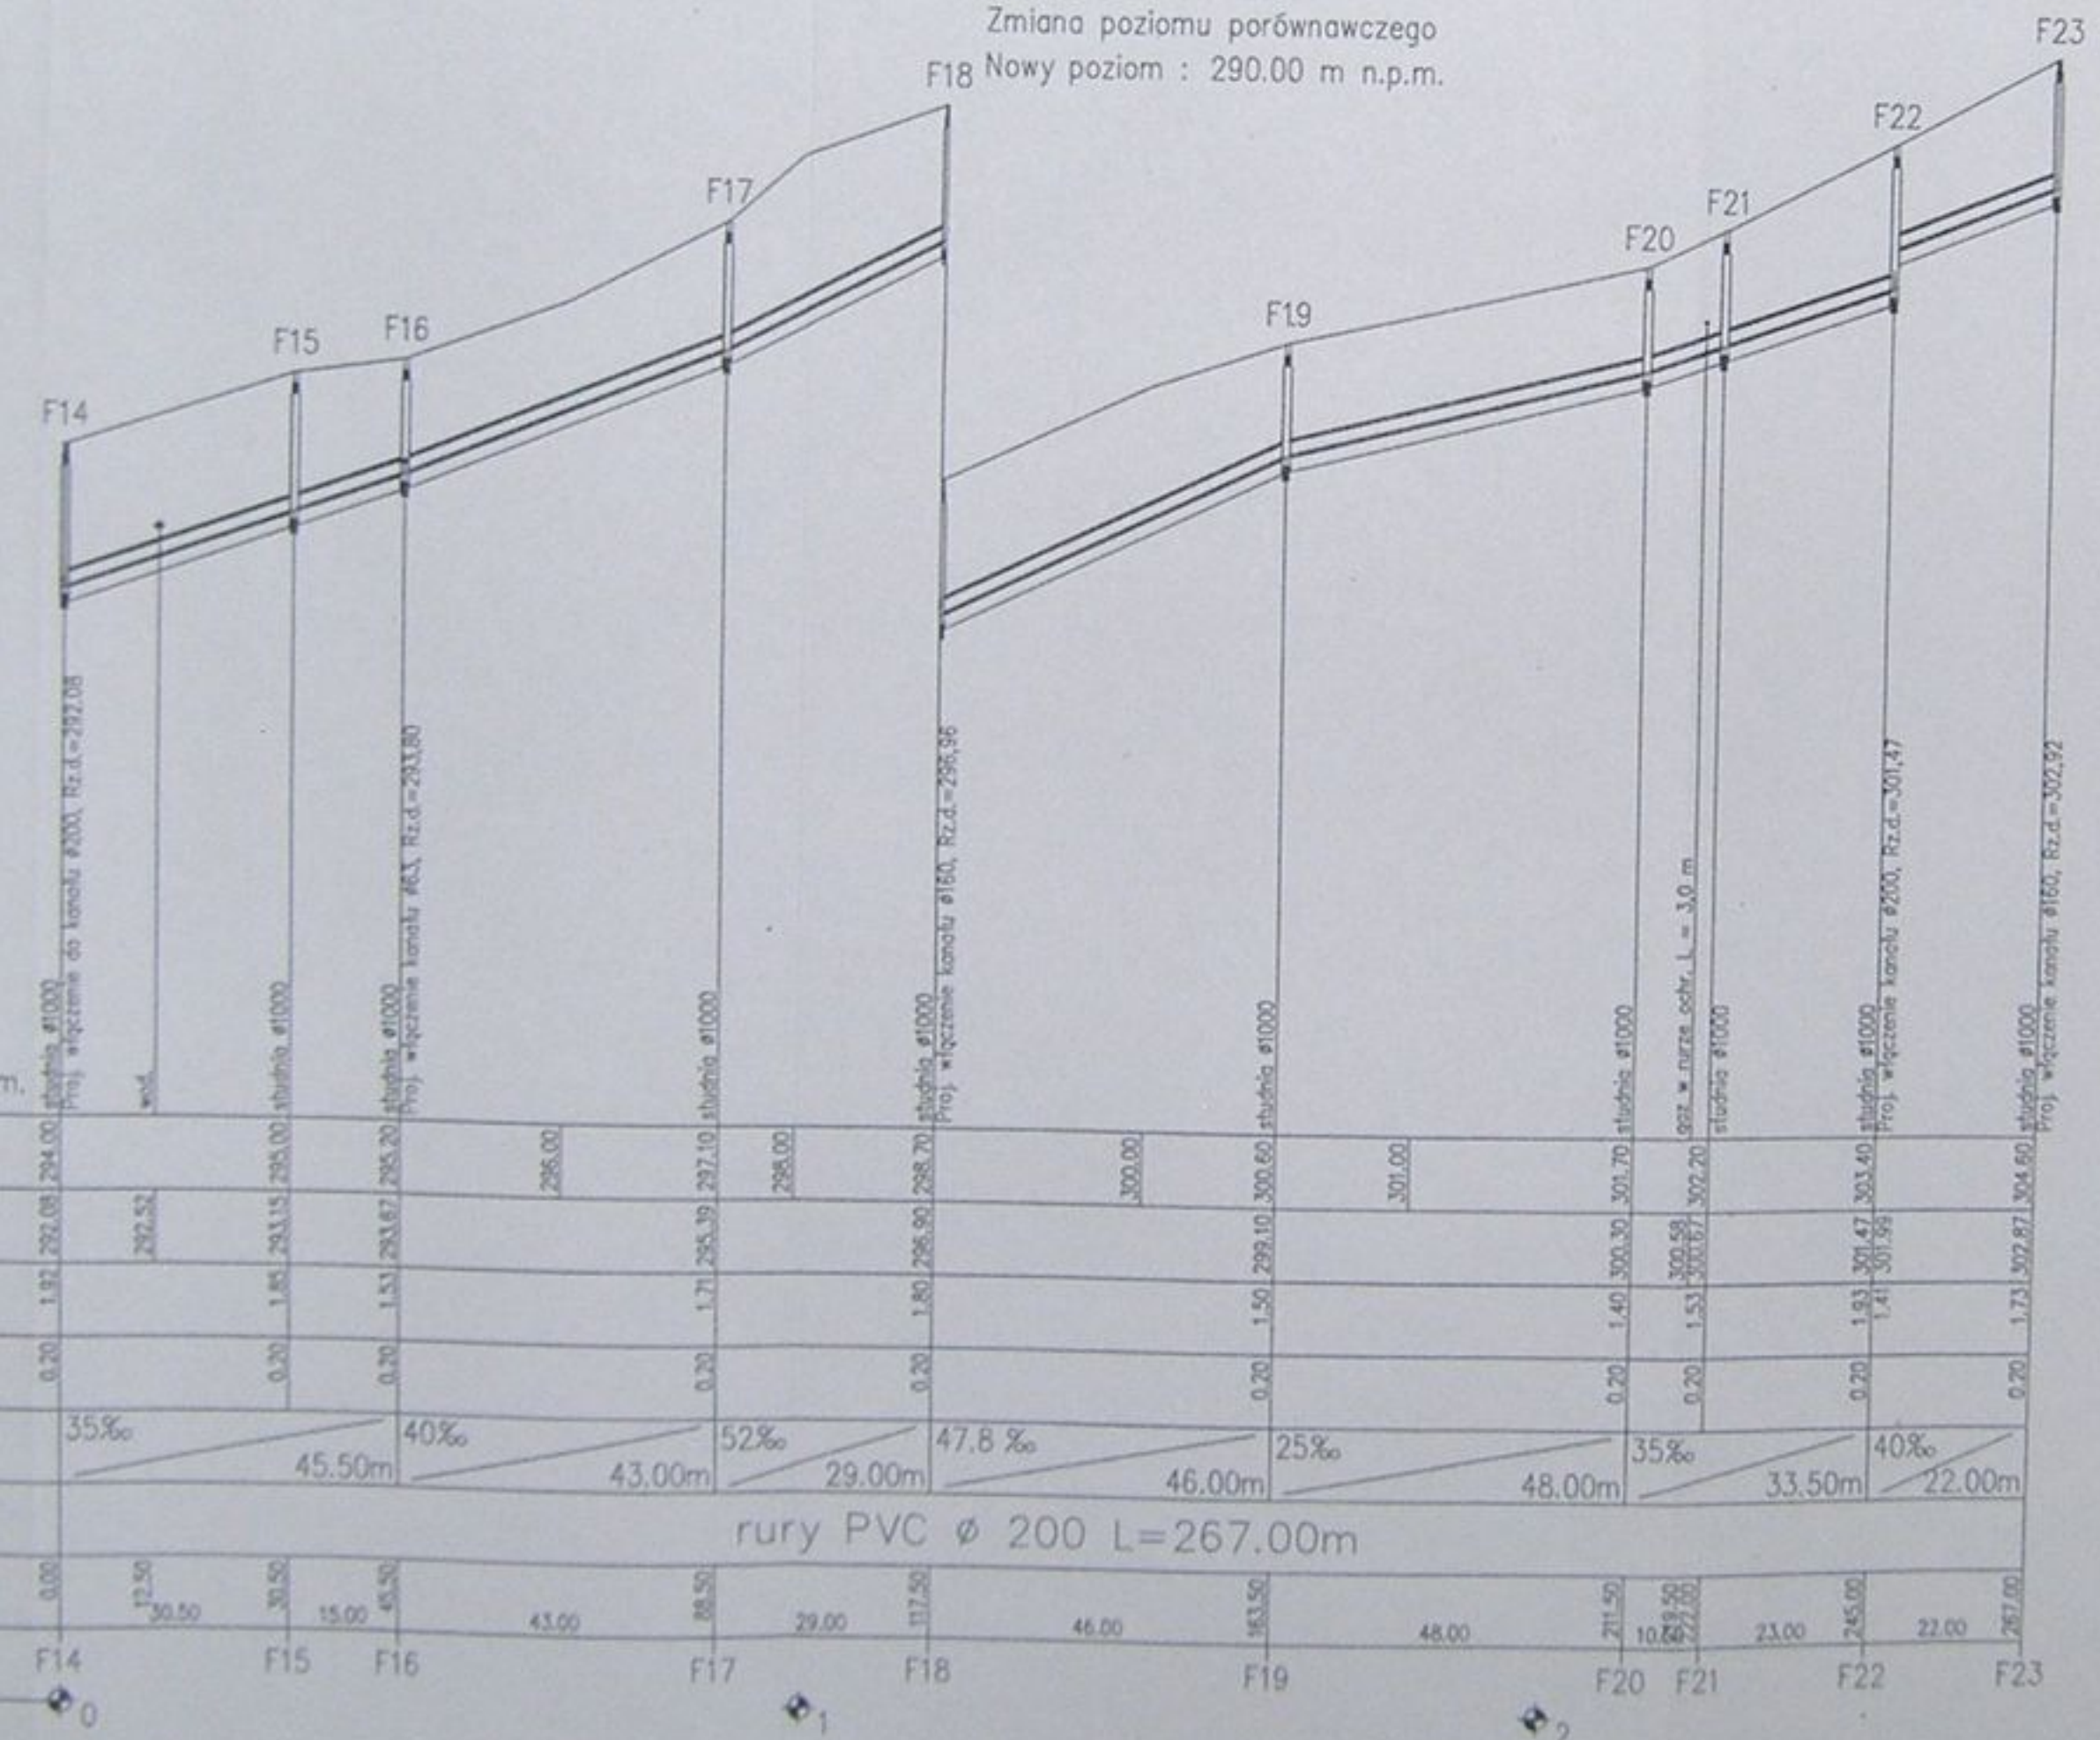 Zmiana poziomu porównawczego
Nowy poziom : 290.00 m n.p.m.
F14
F15
F16
F17
F18
F19
F20
F21
F22
F23
m.
studnia ø1000
Proj. włączenie do kanału ø200, Rz.d.=292.08
wod.
studnia ø1000
studnia ø1000
Proj. włączenie kanału ø63, Rz.d.=293,80
studnia ø1000
studnia ø1000
Proj. włączenie kanału ø160, Rz.d.=296,96
studnia ø1000
studnia ø1000
gaz w rurze ochr. L = 3,0 m
studnia ø1000
studnia ø1000
Proj. włączenie kanału ø200, Rz.d.=301,47
studnia ø1000
Proj. włączenie kanału ø160, Rz.d.=302,92
294.00 295.00 295.20 296.00 297.10 298.00 298.70 300.00 300.60 301.00 301.70 302.20 303.40 304.60
292.08 292.52 293.15 293.67 295.39 296.90 299.10 300.30 300.58 300.67 301.47 301.99 302.87
1.92 1.85 1.53 1.71 1.80 1.50 1.40 1.53 1.93 1.41 1.73
0.20 0.20 0.20 0.20 0.20 0.20 0.20 0.20 0.20 0.20
35‰ 40‰ 52‰ 47.8 ‰ 25‰ 35‰ 40‰
45.50m 43.00m 29.00m 46.00m 48.00m 33.50m 22.00m
rury PVC ø 200 L=267.00m
0.00 12.50 30.50 45.50 88.50 117.50 163.50 211.50 219.50 222.00 245.00 267.00
30.50 15.00 43.00 29.00 46.00 48.00 23.00 22.00
F14 F15 F16 F17 F18 F19 F20 F21 F22 F23
0 1 2